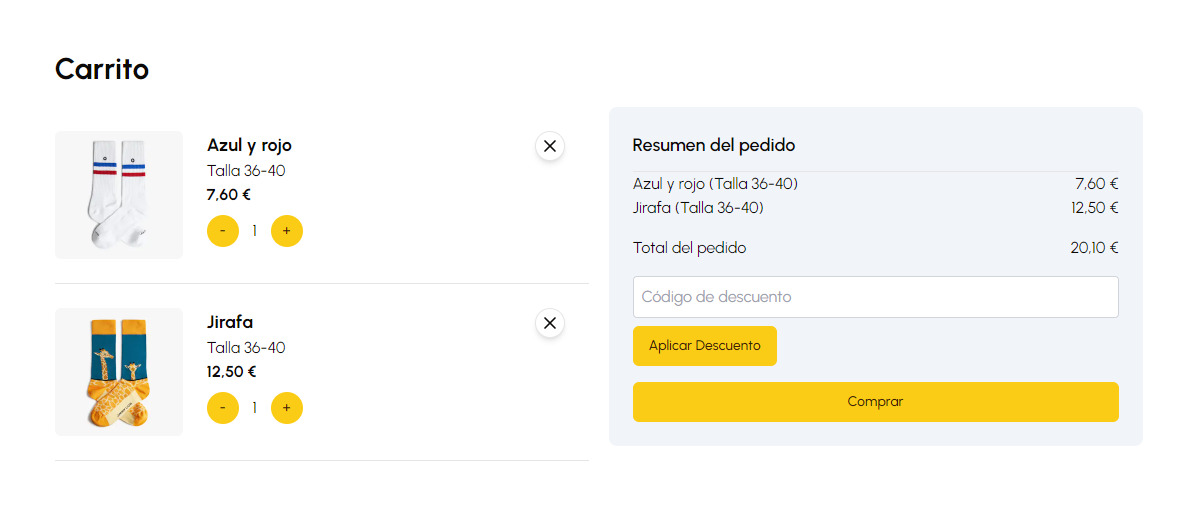 Carrito
Azul y rojo
Talla 36-40
7,60 €
- 1 +
Jirafa
Talla 36-40
12,50 €
- 1 +
Resumen del pedido
Azul y rojo (Talla 36-40) 7,60 €
Jirafa (Talla 36-40) 12,50 €
Total del pedido 20,10 €
Código de descuento
Aplicar Descuento
Comprar